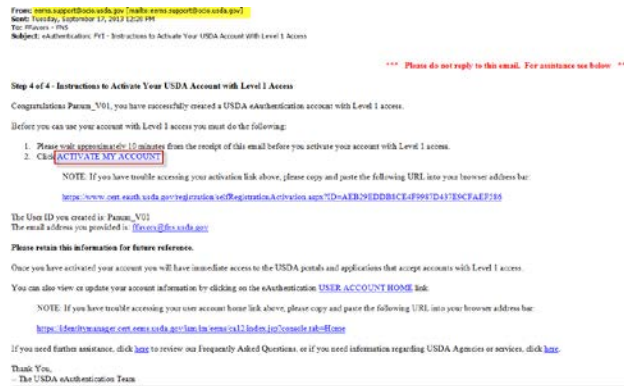 From: eems.support@ocio.usda.gov [mailto:eems.support@ocio.usda.gov]
Sent: Tuesday, September 17, 2013 12:28 PM
To: FFavors - FNS
Subject: eAuthentication: FYI - Instructions to Activate Your USDA Account With Level 1 Access
*** Please do not reply to this email. For assistance see below **
Step 4 of 4 - Instructions to Activate Your USDA Account with Level 1 Access
Congratulations Parum_V01, you have successfully created a USDA eAuthentication account with Level 1 access.
Before you can use your account with Level 1 access you must do the following:
1. Please wait approximately 10 minutes from the receipt of this email before you activate your account with Level 1 access.
2. Click ACTIVATE MY ACCOUNT
NOTE: If you have trouble accessing your activation link above, please copy and paste the following URL into your browser address bar:
The User ID you created is: Parum_V01
The email address you provided is: ffavors@fns.usda.gov
Please retain this information for future reference.
Once you have activated your account you will have immediate access to the USDA portals and applications that accept accounts with Level 1 access.
You can also view or update your account information by clicking on the eAuthentication USER ACCOUNT HOME link.
NOTE: If you have trouble accessing your user account home link above, please copy and paste the following URL into your browser address bar:
If you need further assistance, click here to review our Frequently Asked Questions, or if you need information regarding USDA Agencies or services, click here.
Thank You,
- The USDA eAuthentication Team